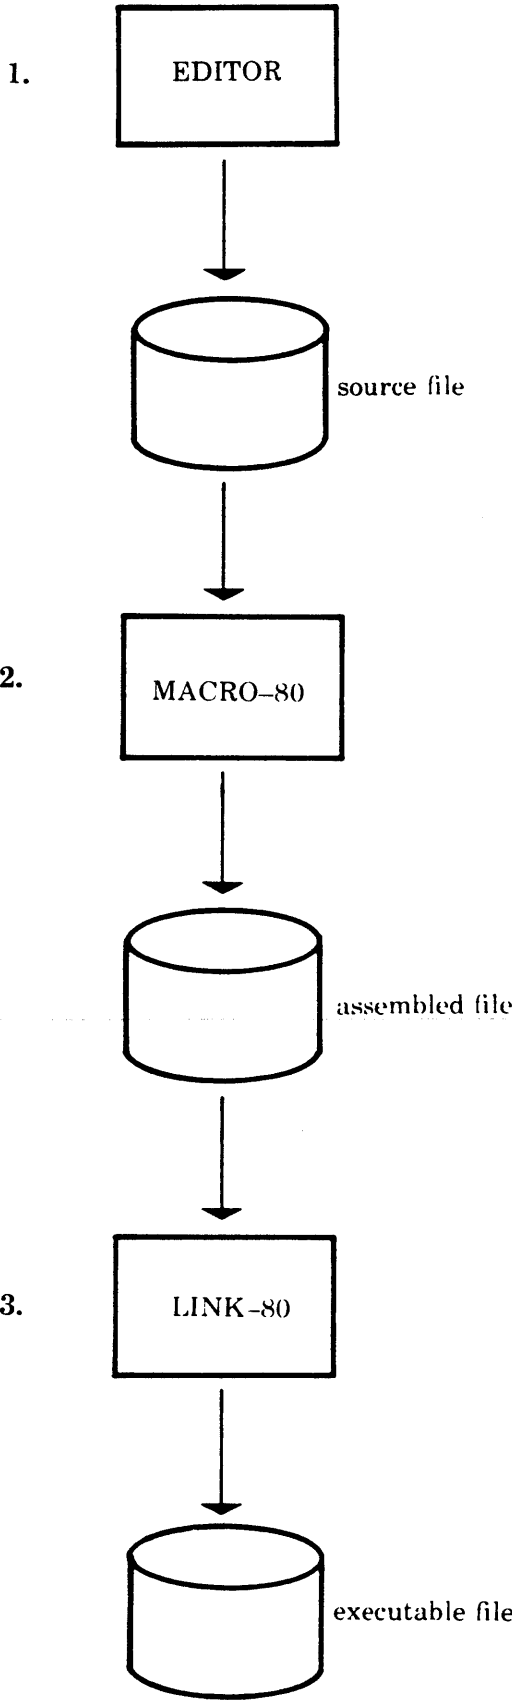 1.
EDITOR
source file
2.
MACRO-80
assembled file
3.
LINK-80
executable file